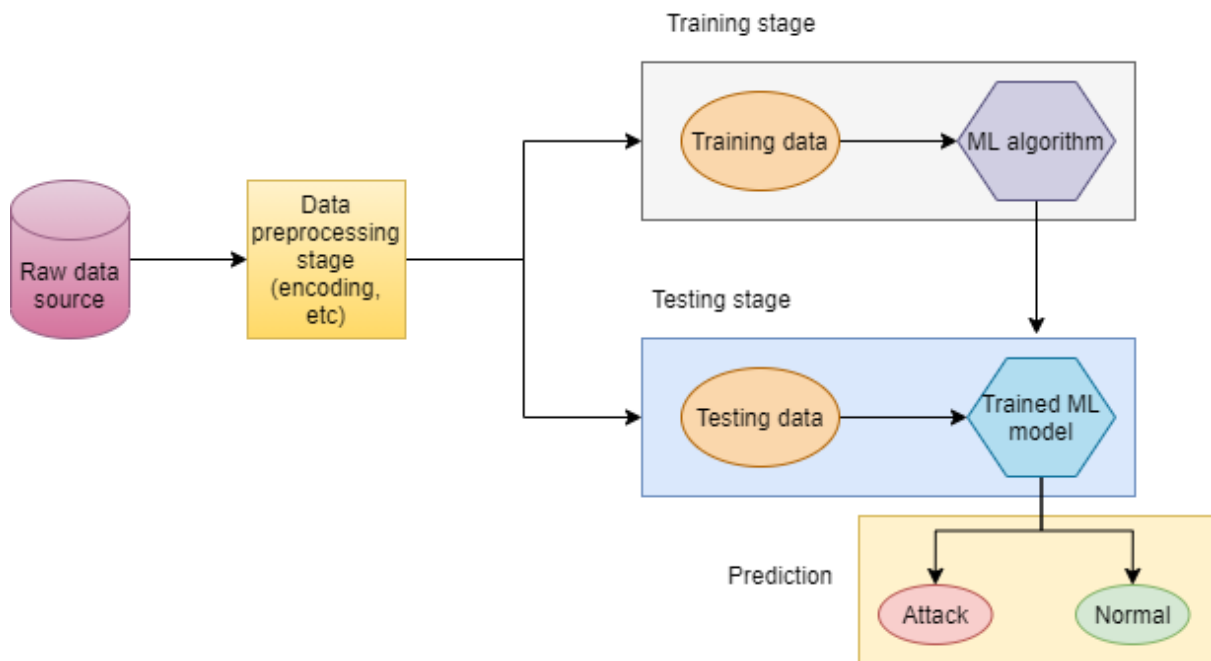 Training stage
Training data
ML algorithm
Raw data
source
Data
preprocessing
stage
(encoding,
etc)
Testing stage
Testing data
Trained ML
model
Prediction
Attack
Normal